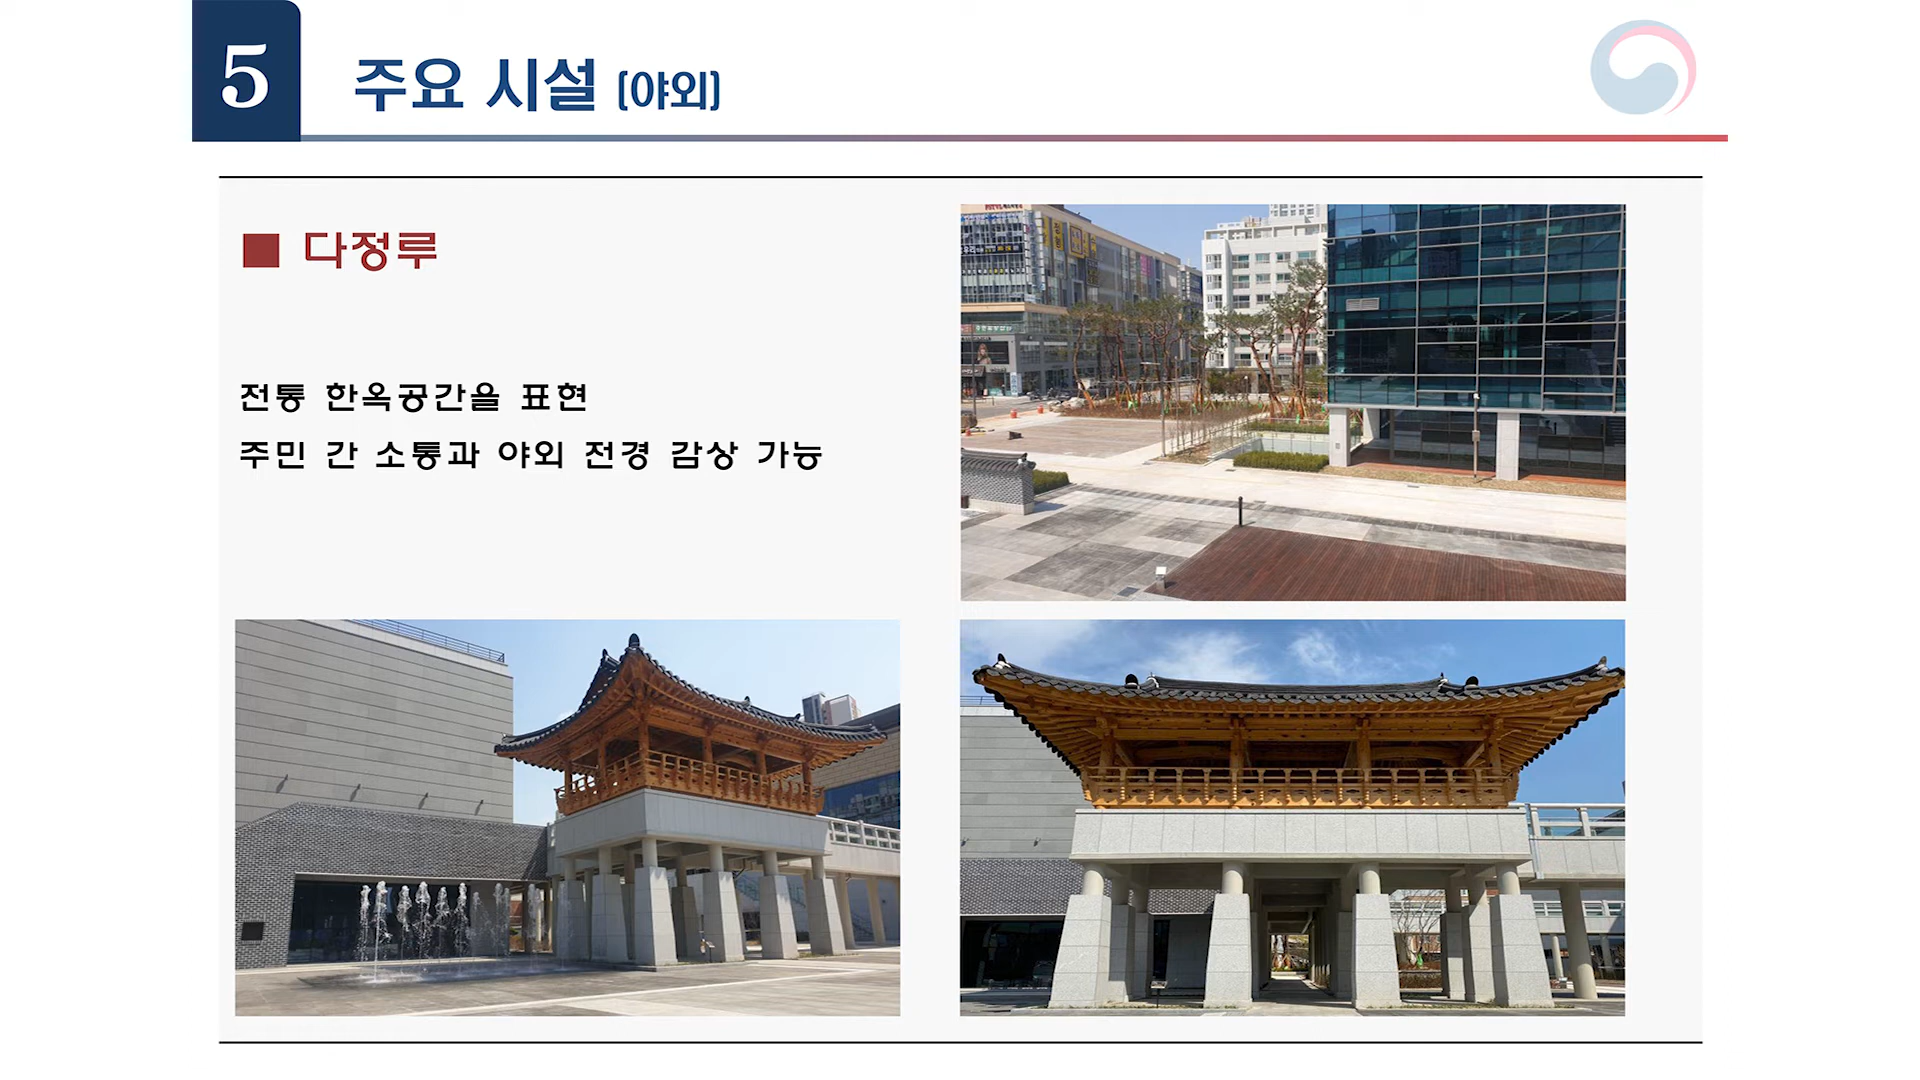 5
주요 시설 [야외]
■ 다정루
전통 한옥공간을 표현
주민 간 소통과 야외 전경 감상 가능